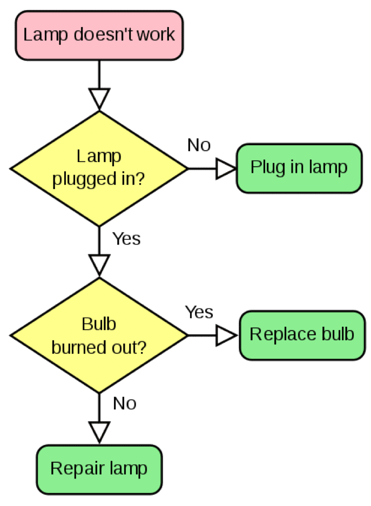 Lamp doesn't work
Lamp
plugged in?
No
Plug in lamp
Yes
Bulb
burned out?
Yes
Replace bulb
No
Repair lamp